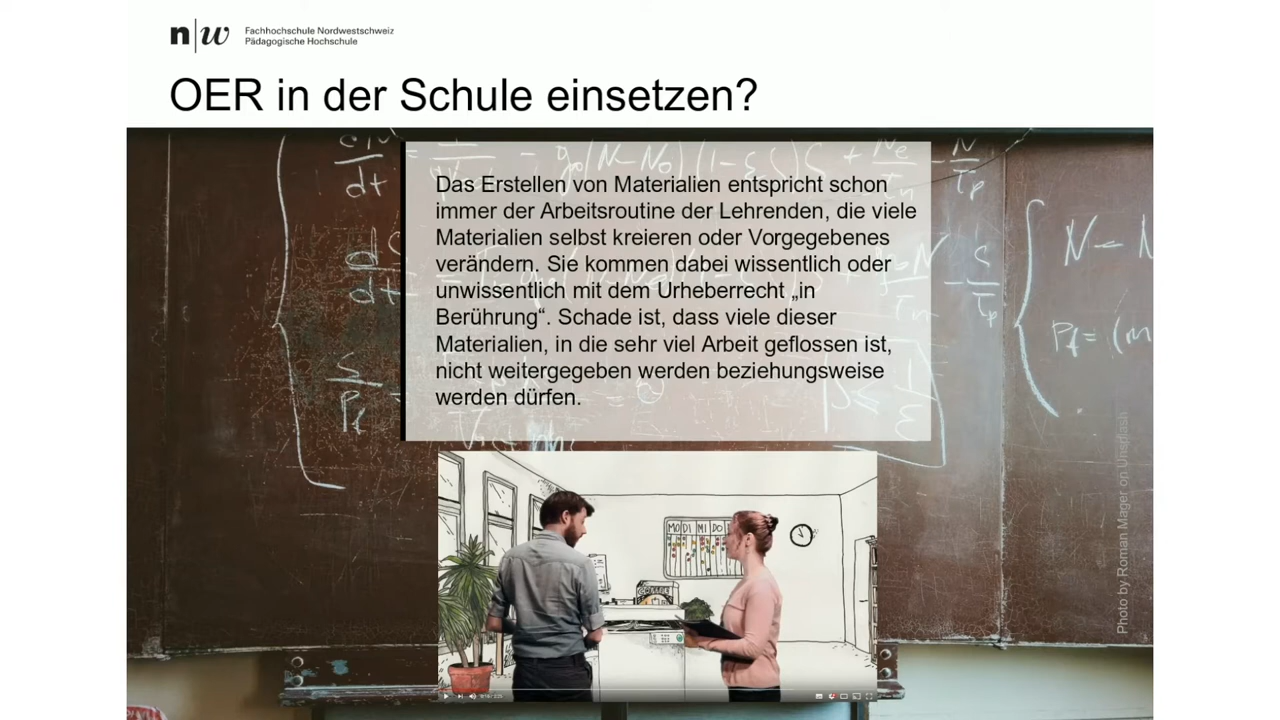 n|w Fachhochschule Nordwestschweiz
Pädagogische Hochschule
OER in der Schule einsetzen?
Das Erstellen von Materialien entspricht schon
immer der Arbeitsroutine der Lehrenden, die viele
Materialien selbst kreieren oder Vorgegebenes
verändern. Sie kommen dabei wissentlich oder
unwissentlich mit dem Urheberrecht „in
Berührung“. Schade ist, dass viele dieser
Materialien, in die sehr viel Arbeit geflossen ist,
nicht weitergegeben werden beziehungsweise
werden dürfen.
MO DI MI DO
Photo by Roman Mager on Unsplash